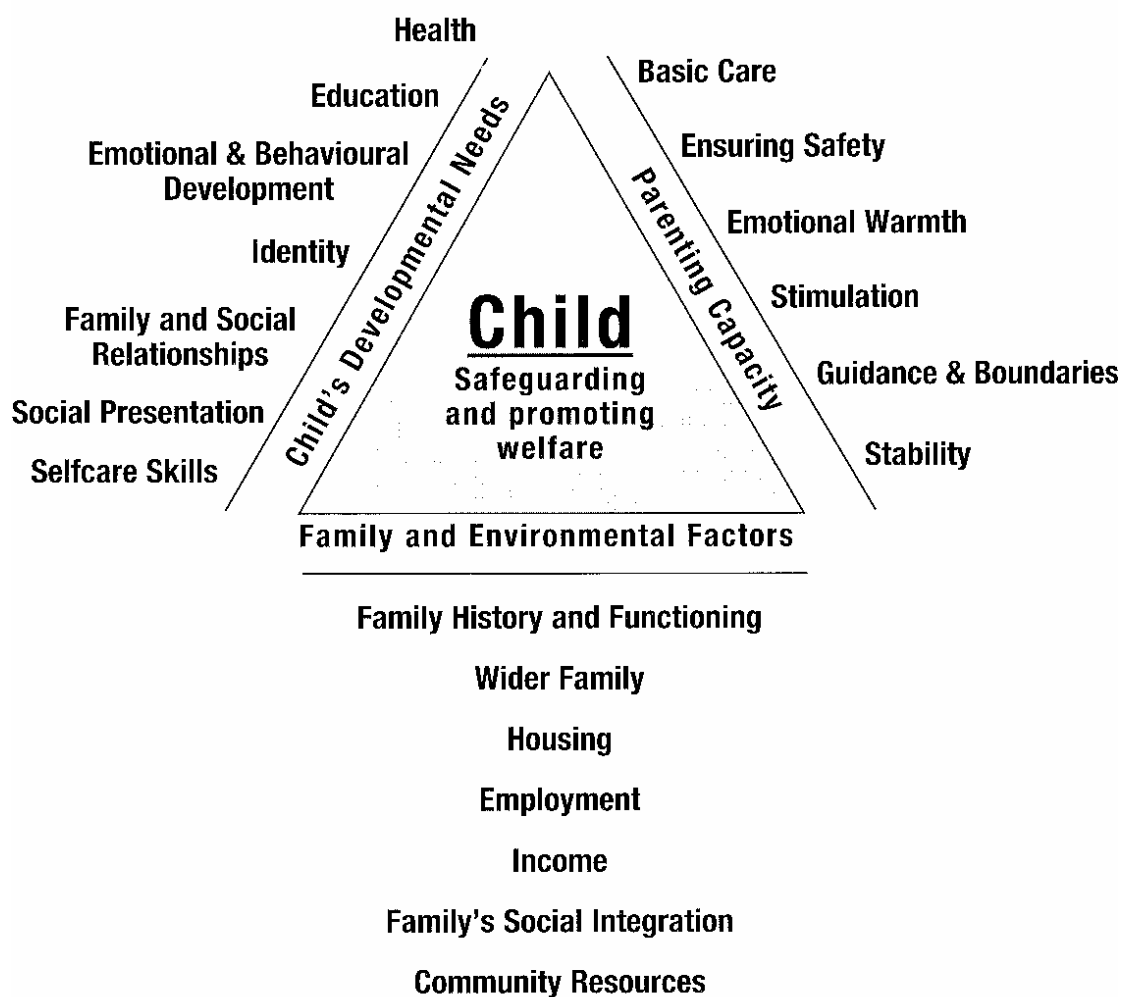 Health
Education
Emotional & Behavioural
Development
Identity
Family and Social
Relationships
Social Presentation
Selfcare Skills
Child's Developmental Needs
Basic Care
Ensuring Safety
Emotional Warmth
Stimulation
Guidance & Boundaries
Stability
Parenting Capacity
Child
Safeguarding
and promoting
welfare
Family and Environmental Factors
Family History and Functioning
Wider Family
Housing
Employment
Income
Family's Social Integration
Community Resources